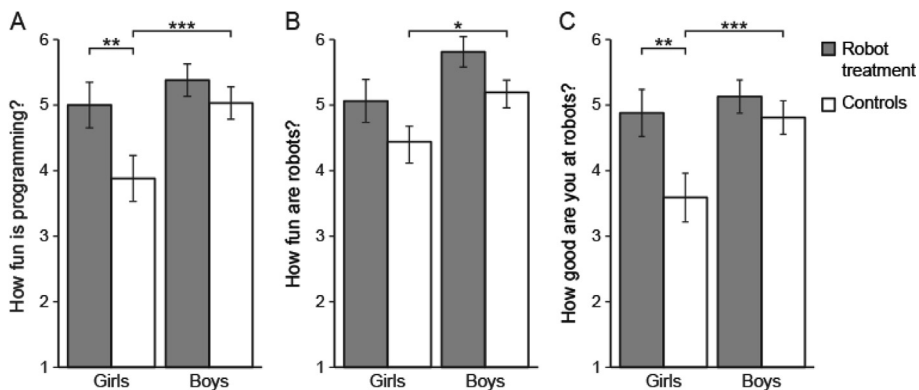 A
B
C
***
**
*
***
**
6
5
4
3
2
1
How fun is programming?
Girls
Boys
6
5
4
3
2
1
How fun are robots?
Girls
Boys
6
5
4
3
2
1
How good are you at robots?
Girls
Boys
Robot
treatment
Controls